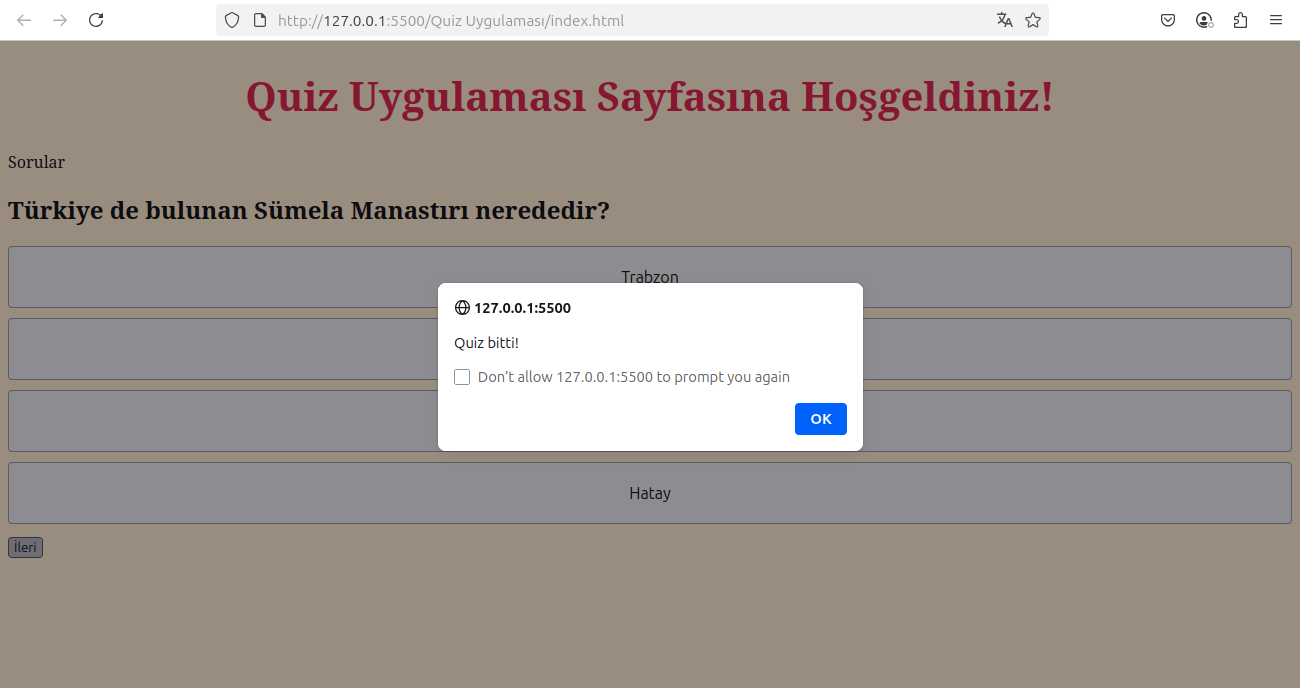 http://127.0.0.1:5500/Quiz Uygulaması/index.html
Quiz Uygulaması Sayfasına Hoşgeldiniz!
Sorular
Türkiye de bulunan Sümela Manastırı nerededir?
Trabzon
127.0.0.1:5500
Quiz bitti!
Don't allow 127.0.0.1:5500 to prompt you again
OK
Hatay
İleri